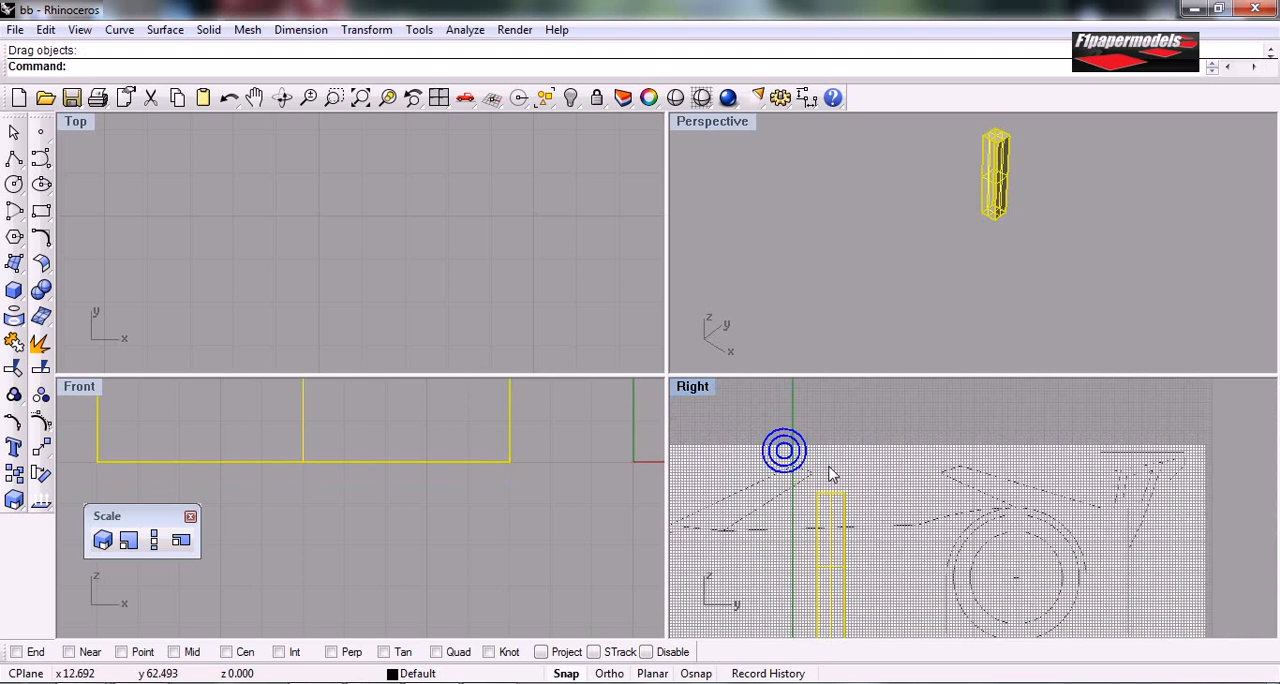 bb - Rhinoceros
File Edit View Curve Surface Solid Mesh Dimension Transform Tools Analyze Render Help
Drag objects:
Command:
F1papermodels
Top
Perspective
y
x
z
y
x
Front
Right
Scale
z
x
z
y
End Near Point Mid Cen Int Perp Tan Quad Knot Project STrack Disable
CPlane x 12.692 y 62.493 z 0.000 Default Snap Ortho Planar Osnap Record History